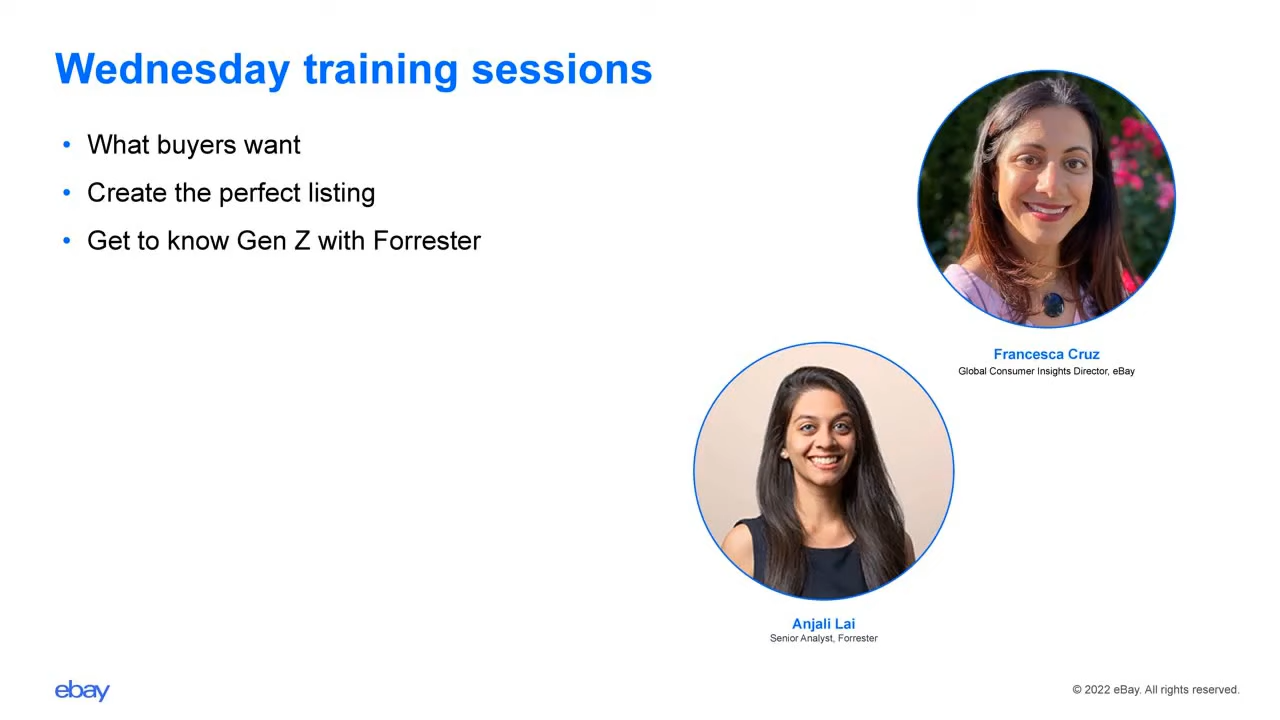 Wednesday training sessions
• What buyers want
• Create the perfect listing
• Get to know Gen Z with Forrester
Francesca Cruz
Global Consumer Insights Director, eBay
Anjali Lai
Senior Analyst, Forrester
ebay
© 2022 eBay. All rights reserved.